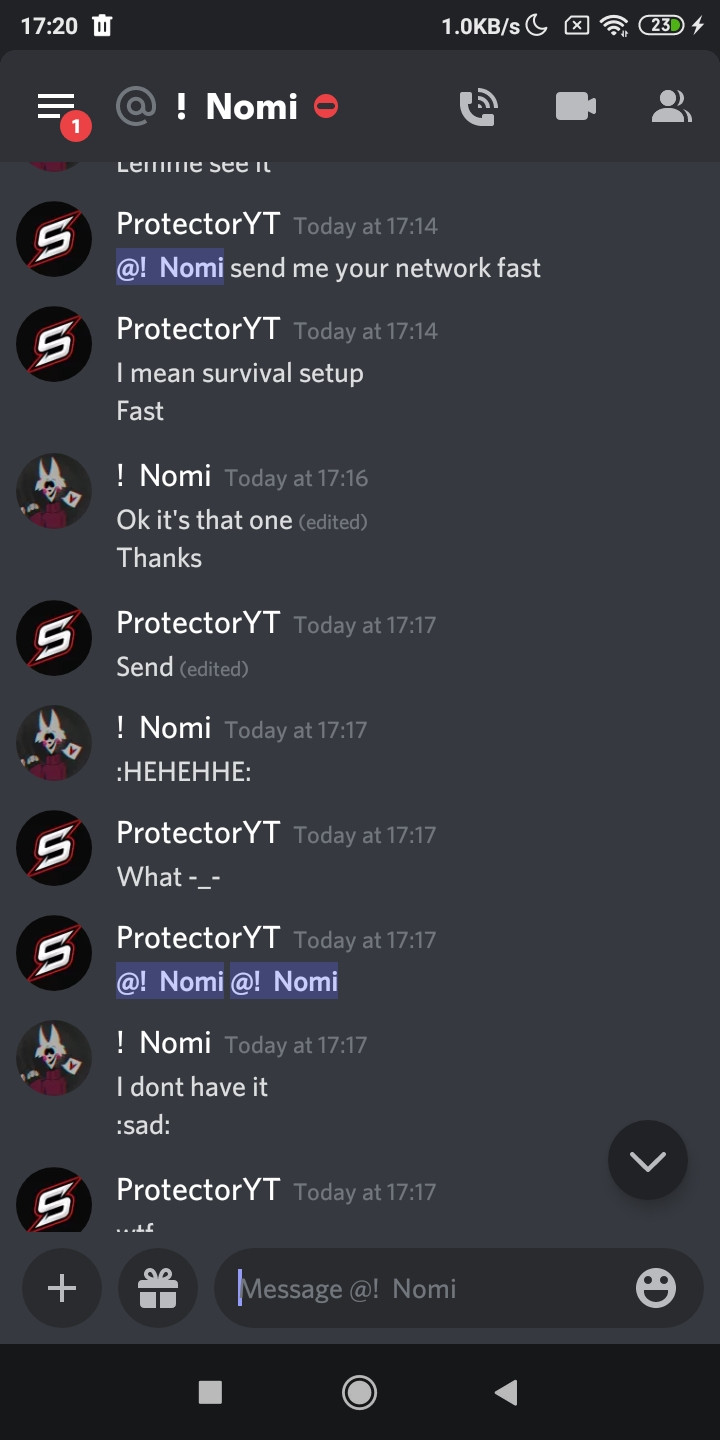 17:20 1.0KB/s 23
@ ! Nomi
1
Lemme see it
ProtectorYT Today at 17:14
@! Nomi send me your network fast
ProtectorYT Today at 17:14
I mean survival setup
Fast
! Nomi Today at 17:16
Ok it's that one (edited)
Thanks
ProtectorYT Today at 17:17
Send (edited)
! Nomi Today at 17:17
:HEHEHHE:
ProtectorYT Today at 17:17
What -_-
ProtectorYT Today at 17:17
@! Nomi @! Nomi
! Nomi Today at 17:17
I dont have it
:sad:
ProtectorYT Today at 17:17
wtf
Message @! Nomi